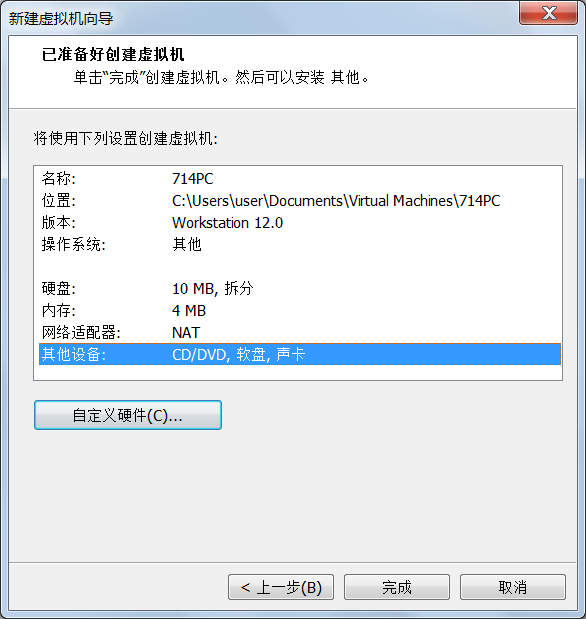 新建虚拟机向导
已准备好创建虚拟机
单击“完成”创建虚拟机。然后可以安装 其他。
将使用下列设置创建虚拟机:
名称: 714PC
位置: C:\Users\user\Documents\Virtual Machines\714PC
版本: Workstation 12.0
操作系统: 其他
硬盘: 10 MB, 拆分
内存: 4 MB
网络适配器: NAT
其他设备: CD/DVD, 软盘, 声卡
自定义硬件(C)...
< 上一步(B) 完成 取消